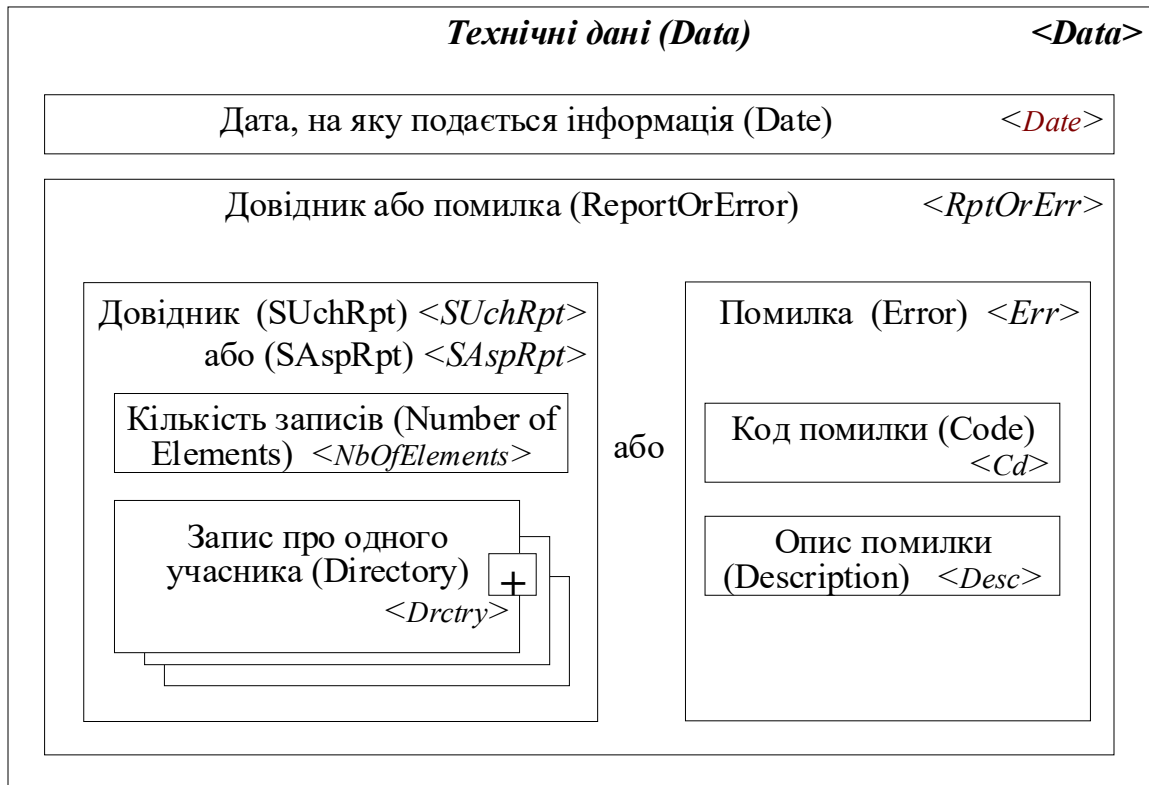 Технічні дані (Data) <Data>
Дата, на яку подається інформація (Date) <Date>
Довідник або помилка (ReportOrError) <RptOrErr>
Довідник (SUchRpt) <SUchRpt>
або (SAspRpt) <SAspRpt>
Кількість записів (Number of
Elements) <NbOfElements>
Запис про одного
учасника (Directory)
+
<Drctry>
або
Помилка (Error) <Err>
Код помилки (Code)
<Cd>
Опис помилки
(Description) <Desc>